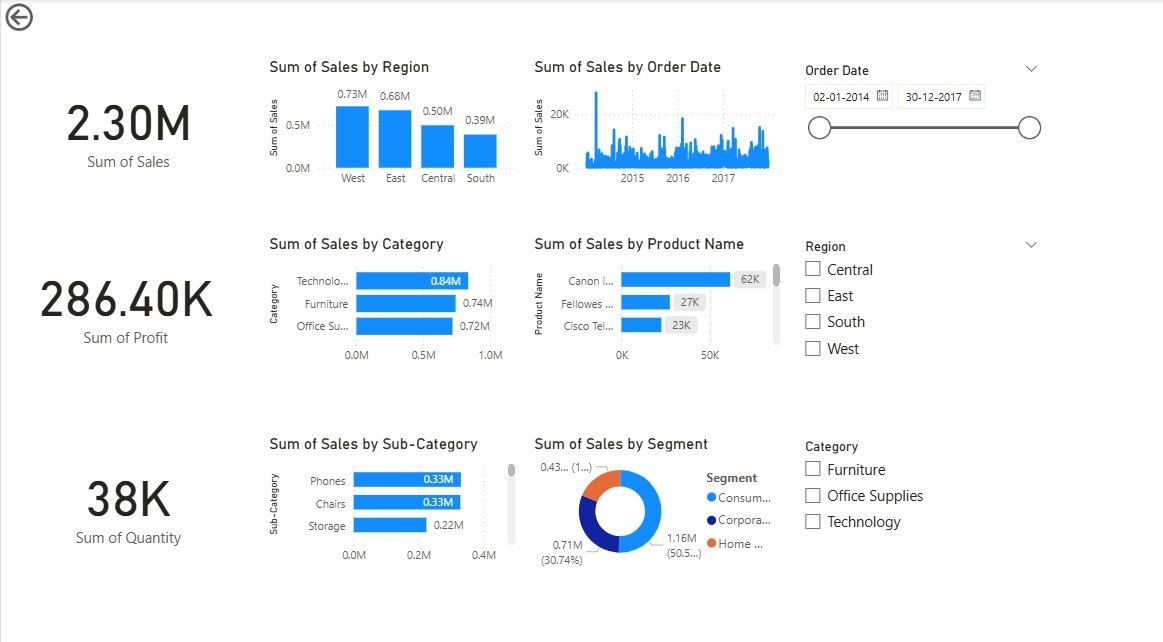 2.30M
Sum of Sales
Sum of Sales by Region
Sum of Sales
0.5M
0.0M
0.73M
0.68M
0.50M
0.39M
West
East
Central
South
Sum of Sales by Order Date
Sum of Sales
20K
0K
2015
2016
2017
Order Date
02-01-2014
30-12-2017
286.40K
Sum of Profit
Sum of Sales by Category
Category
Technolo...
0.84M
Furniture
0.74M
Office Su...
0.72M
0.0M
0.5M
1.0M
Sum of Sales by Product Name
Product Name
Canon i...
62K
Fellowes ...
27K
Cisco Tel...
23K
0K
50K
Region
Central
East
South
West
38K
Sum of Quantity
Sum of Sales by Sub-Category
Sub-Category
Phones
0.33M
Chairs
0.33M
Storage
0.22M
0.0M
0.2M
0.4M
Sum of Sales by Segment
0.43... (1...)
0.71M
(30.74%)
1.16M
(50.5...)
Segment
Consum...
Corpora...
Home ...
Category
Furniture
Office Supplies
Technology